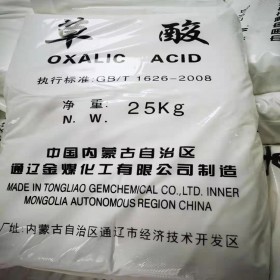 草 酸
OXALIC ACID
执行标准:GB/T 1626-2008
净 重: 25Kg
N. W.
中国内蒙古自治区
通辽金煤化工有限公司制造
MADE IN TONGLIAO GEMCHEMICAL CO.,LTD. INNER
MONGOLIA AUTONOMOUS REGION CHINA
厂址: 内蒙古自治区通辽市经济技术开发区